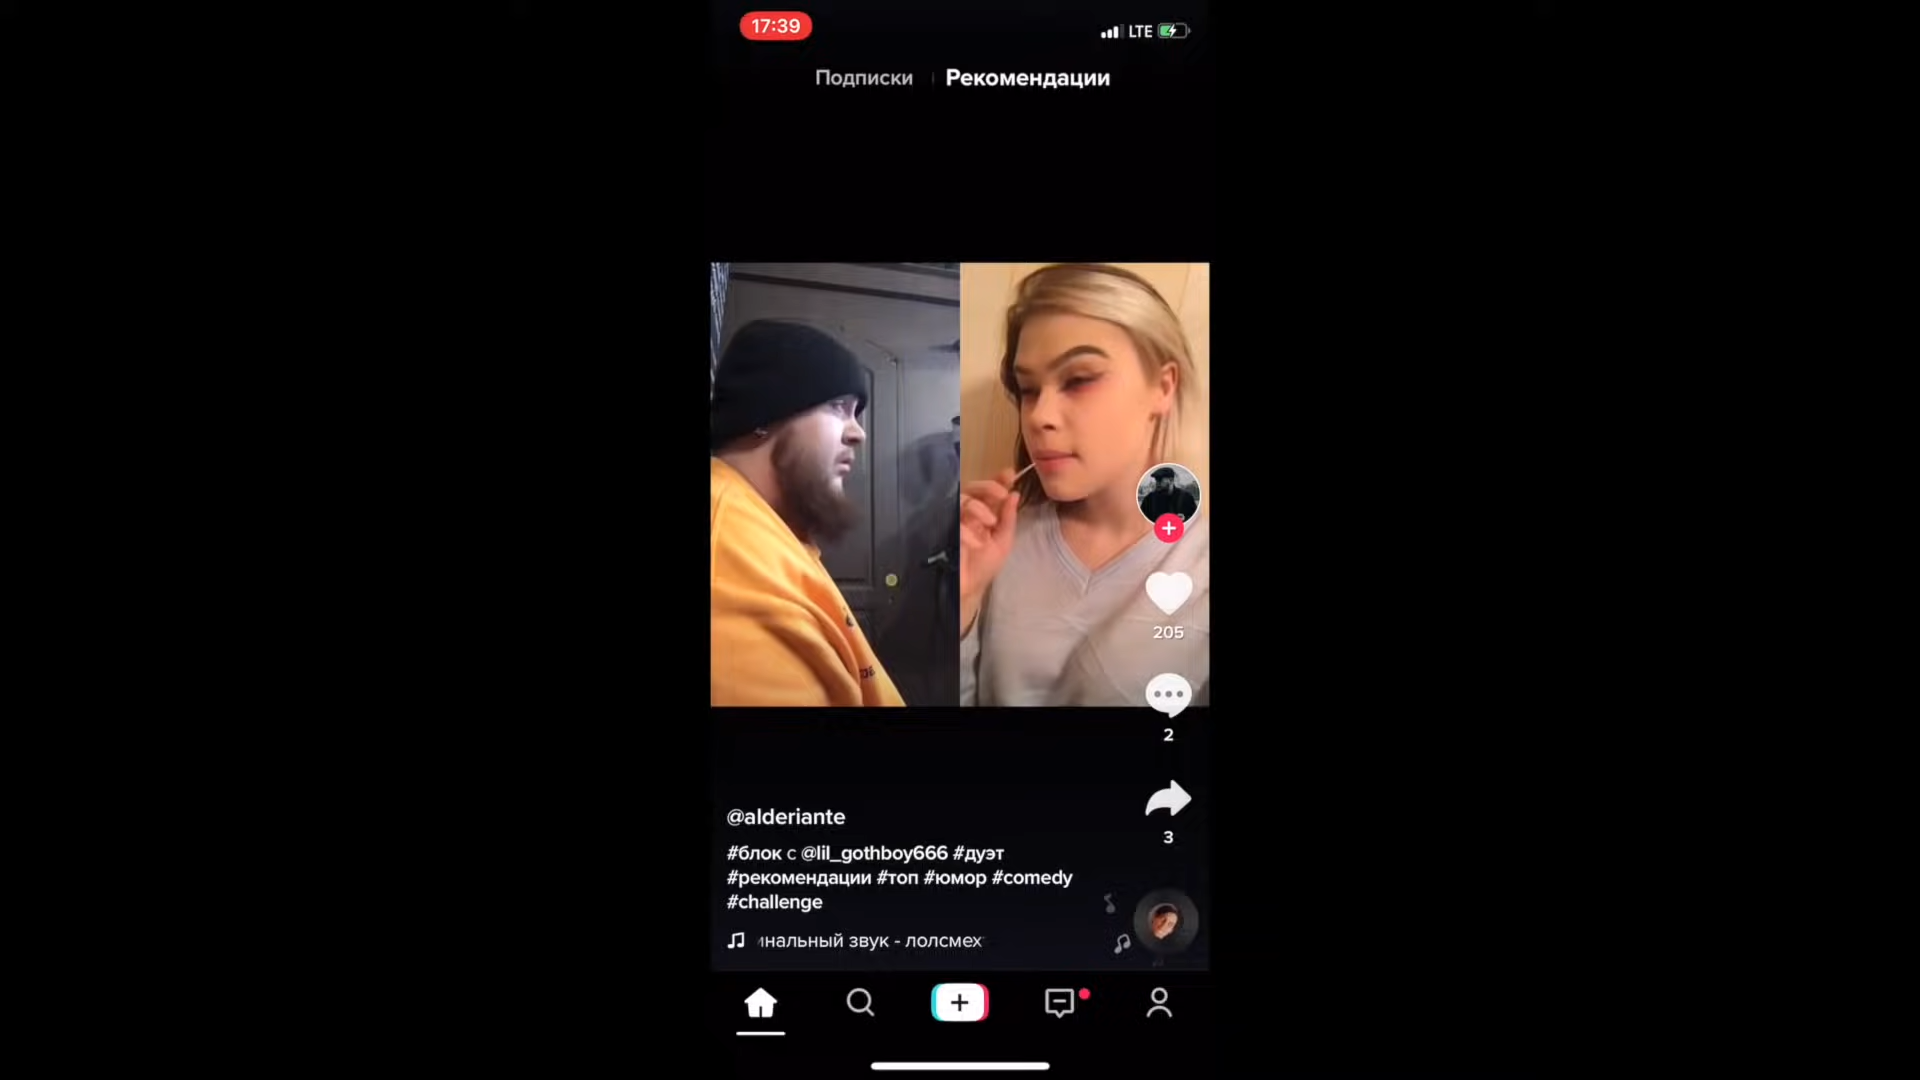 17:39
LTE
Подписки
Рекомендации
205
2
3
@alderiante
#блок с @lil_gothboy666 #дуэт
#рекомендации #топ #юмор #comedy
#challenge
инальный звук - лолсмех